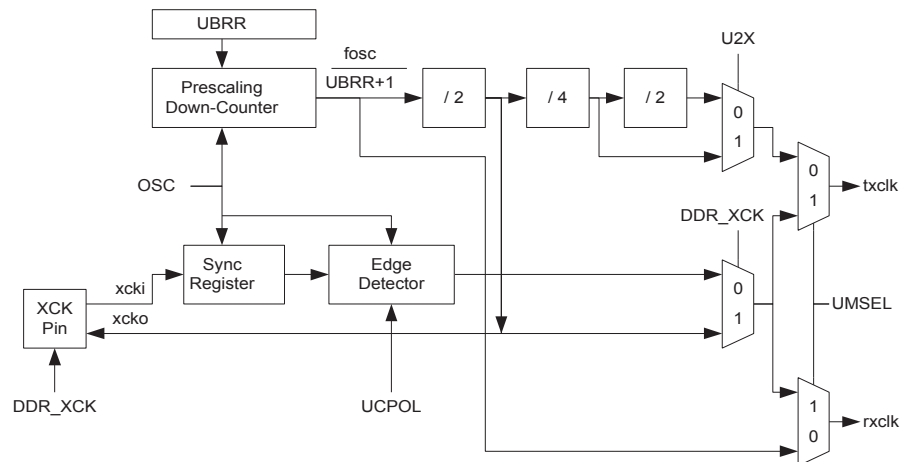 UBRR
fosc
U2X
Prescaling
Down-Counter
UBRR+1
/ 2
/ 4
/ 2
0
1
OSC
0
1
txclk
DDR_XCK
Sync
Register
Edge
Detector
0
1
xcki
XCK
Pin
xcko
UMSEL
DDR_XCK
UCPOL
1
0
rxclk